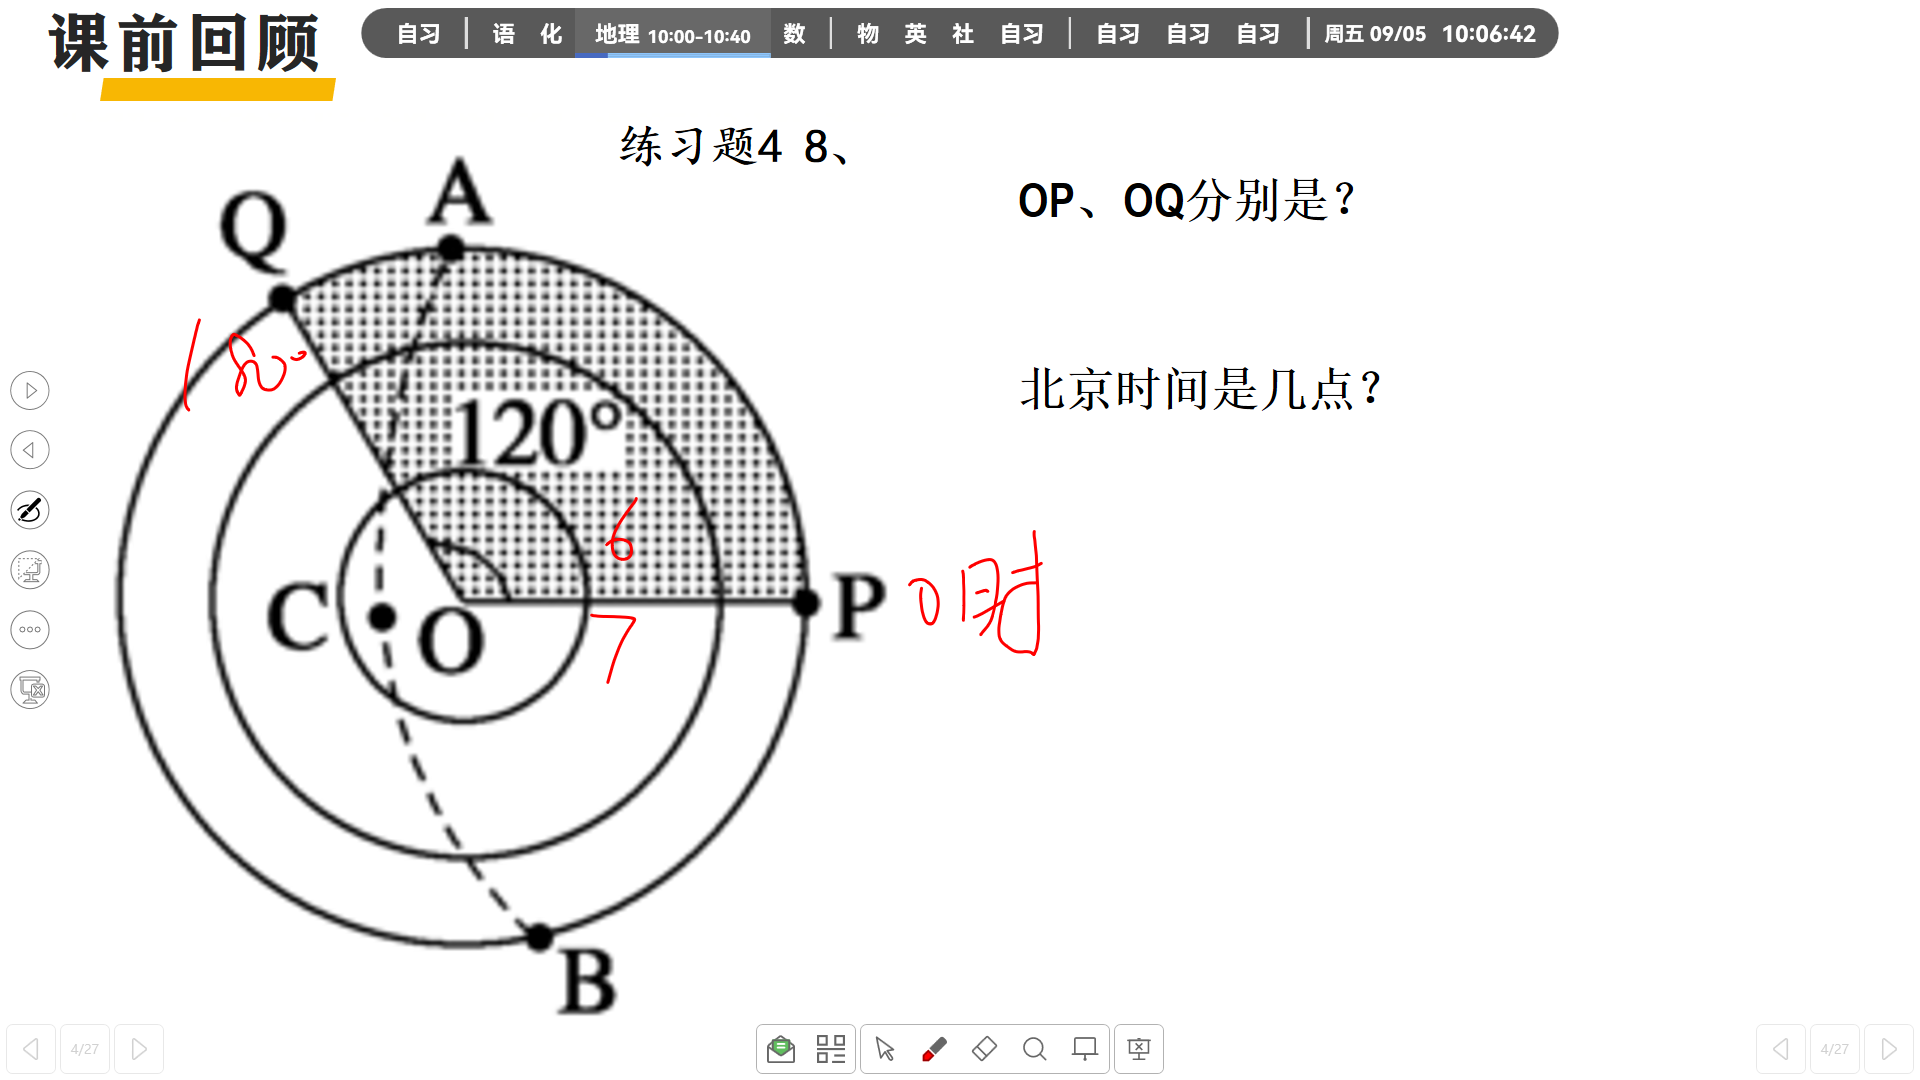 课前回顾
自习 语 化 地理 10:00-10:40 数 物 英 社 自习 自习 自习 自习 周五 09/05 10:06:42
练习题4 8、
OP、OQ分别是？
北京时间是几点？
A
Q
180°
120°
6
C
O
P
0时
7
B
4/27
4/27